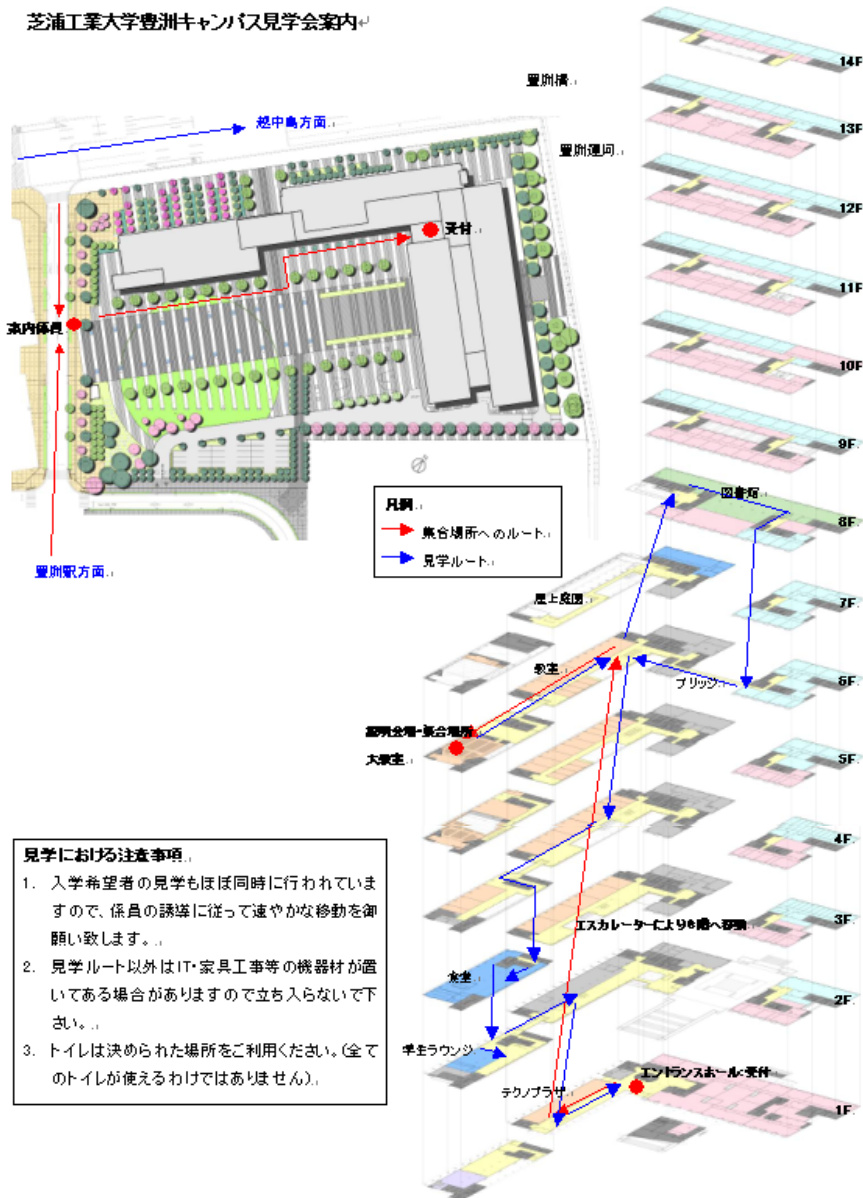 芝浦工業大学豊洲キャンパス見学会案内
豊洲橋
越中島方面
豊洲運河
受付
案内係員
豊洲駅方面
凡例
集合場所へのルート
見学ルート
14F
13F
12F
11F
10F
9F
図書館
8F
屋上庭園
7F
教室
ブリッジ
6F
説明会場・集合場所
大教室
5F
4F
3F
エスカレーターにより6階へ移動
食堂
2F
学生ラウンジ
エントランスホール:受付
テクノプラザ
1F
見学における注意事項
1. 入学希望者の見学もほぼ同時に行われていま
すので、係員の誘導に従って速やかな移動を御
願い致します。
2. 見学ルート以外はIT・家具工事等の機器材が置
いてある場合がありますので立ち入らないで下
さい。
3. トイレは決められた場所をご利用ください。(全て
のトイレが使えるわけではありません)